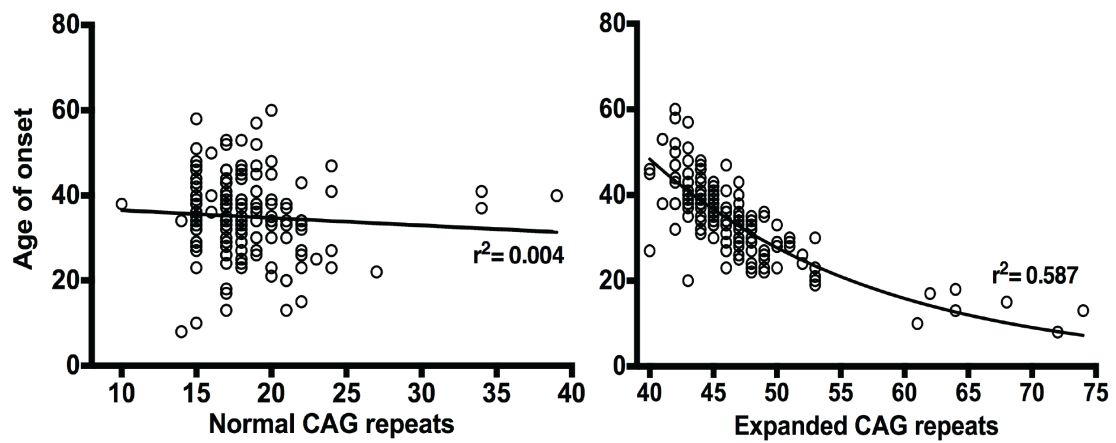 80
60
40
20
0
Age of onset
10 15 20 25 30 35 40
Normal CAG repeats
r²= 0.004
80
60
40
20
0
40 45 50 55 60 65 70 75
Expanded CAG repeats
r²= 0.587